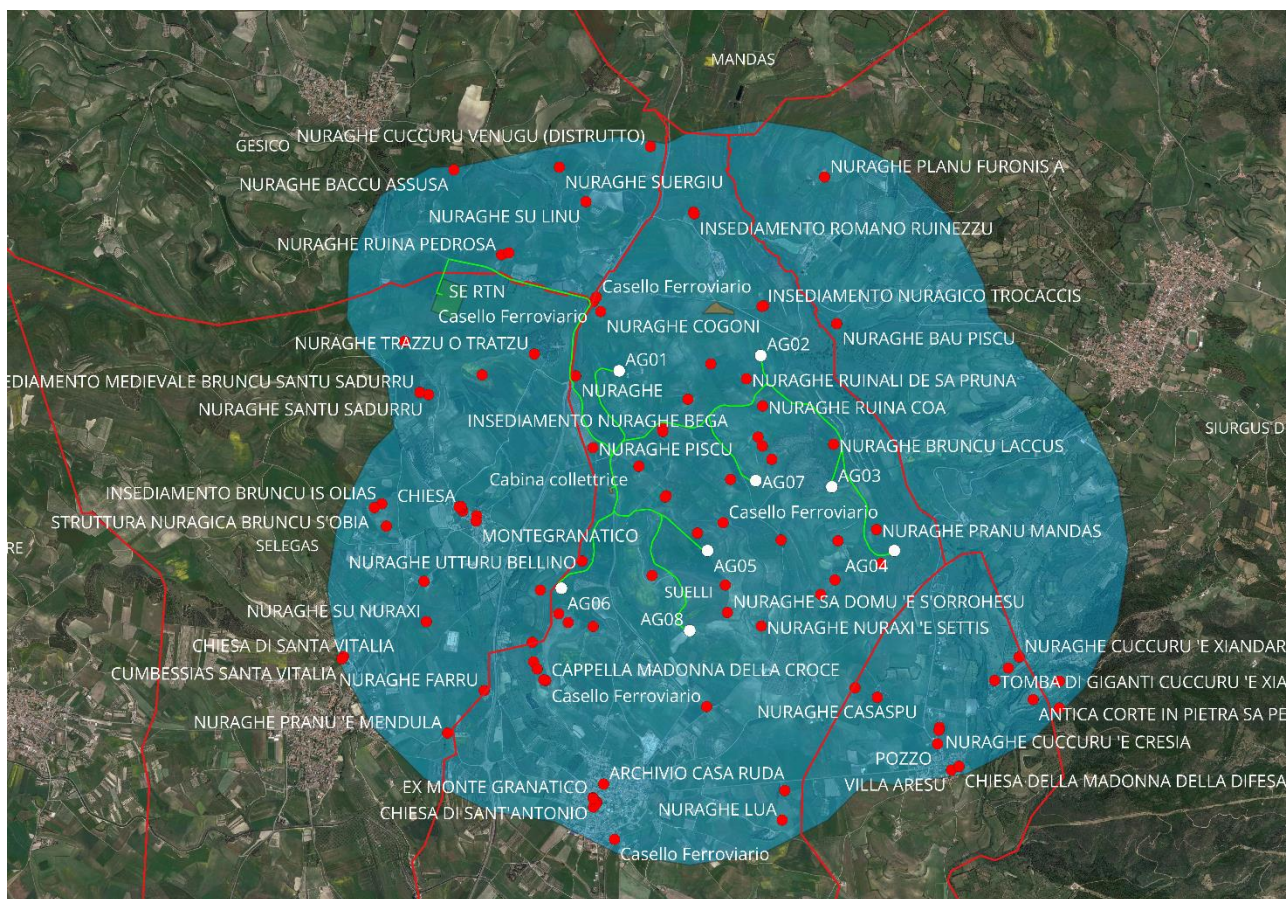 MANDAS
NURAGHE CUCCURU VENUGU (DISTRUTTO)
GESICO
NURAGHE PLANU FURONIS A
NURAGHE BACCU ASSUSA
NURAGHE SUERGIU
NURAGHE SU LINU
INSEDIAMENTO ROMANO RUINEZZU
NURAGHE RUINA PEDROSA
SE RTN
Casello Ferroviario
INSEDIAMENTO NURAGICO TROCACCIS
Casello Ferroviario
NURAGHE COGONI
NURAGHE BAU PISCU
NURAGHE TRAZZU O TRATZU
AG01
AG02
EDIAMENTO MEDIEVALE BRUNCU SANTU SADURRU
NURAGHE
NURAGHE RUINALI DE SA PRUNA
NURAGHE SANTU SADURRU
NURAGHE RUINA COA
INSEDIAMENTO NURAGHE BEGA
SIURGUS D
NURAGHE PISCU
NURAGHE BRUNCU LACCUS
Cabina collettrice
AG07
AG03
INSEDIAMENTO BRUNCU IS OLIAS
CHIESA
STRUTTURA NURAGICA BRUNCU S'OBIA
Casello Ferroviario
NURAGHE PRANU MANDAS
RE
SELEGAS
MONTEGRANATICO
NURAGHE UTTURU BELLINO
AG05
AG04
SUELLI
NURAGHE SU NURAXI
AG06
NURAGHE SA DOMU 'E S'ORROHESU
AG08
NURAGHE NURAXI 'E SETTIS
CHIESA DI SANTA VITALIA
NURAGHE CUCCURU 'E XIANDAR
CUMBESSIAS SANTA VITALIA
NURAGHE FARRU
CAPPELLA MADONNA DELLA CROCE
TOMBA DI GIGANTI CUCCURU 'E XIA
Casello Ferroviario
NURAGHE CASASPU
ANTICA CORTE IN PIETRA SA PE
NURAGHE PRANU 'E MENDULA
NURAGHE CUCCURU 'E CRESIA
POZZO
EX MONTE GRANATICO
ARCHIVIO CASA RUDA
VILLA ARESU
CHIESA DELLA MADONNA DELLA DIFESA
CHIESA DI SANT'ANTONIO
NURAGHE LUA
Casello Ferroviario